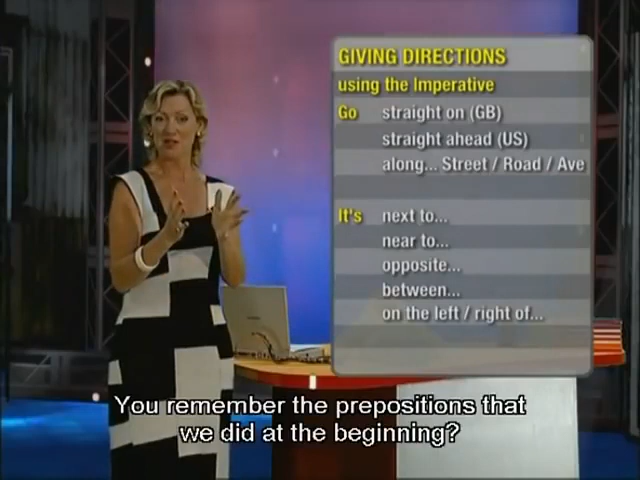 GIVING DIRECTIONS
using the Imperative
Go straight on (GB)
straight ahead (US)
along... Street / Road / Ave
It's next to...
near to...
opposite...
between...
on the left / right of...
You remember the prepositions that
we did at the beginning?